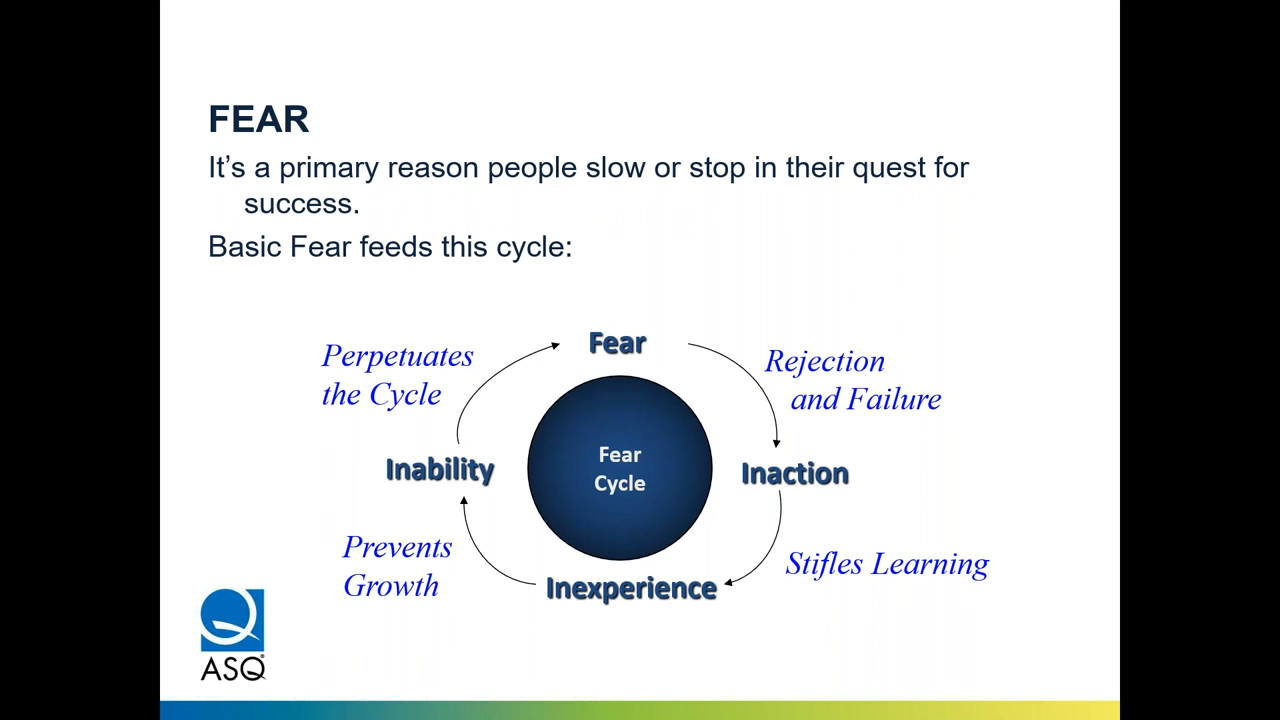 FEAR
It’s a primary reason people slow or stop in their quest for
success.
Basic Fear feeds this cycle:
Fear
Perpetuates
the Cycle
Rejection
and Failure
Fear
Cycle
Inability
Inaction
Prevents
Growth
Stifles Learning
Inexperience
ASQ